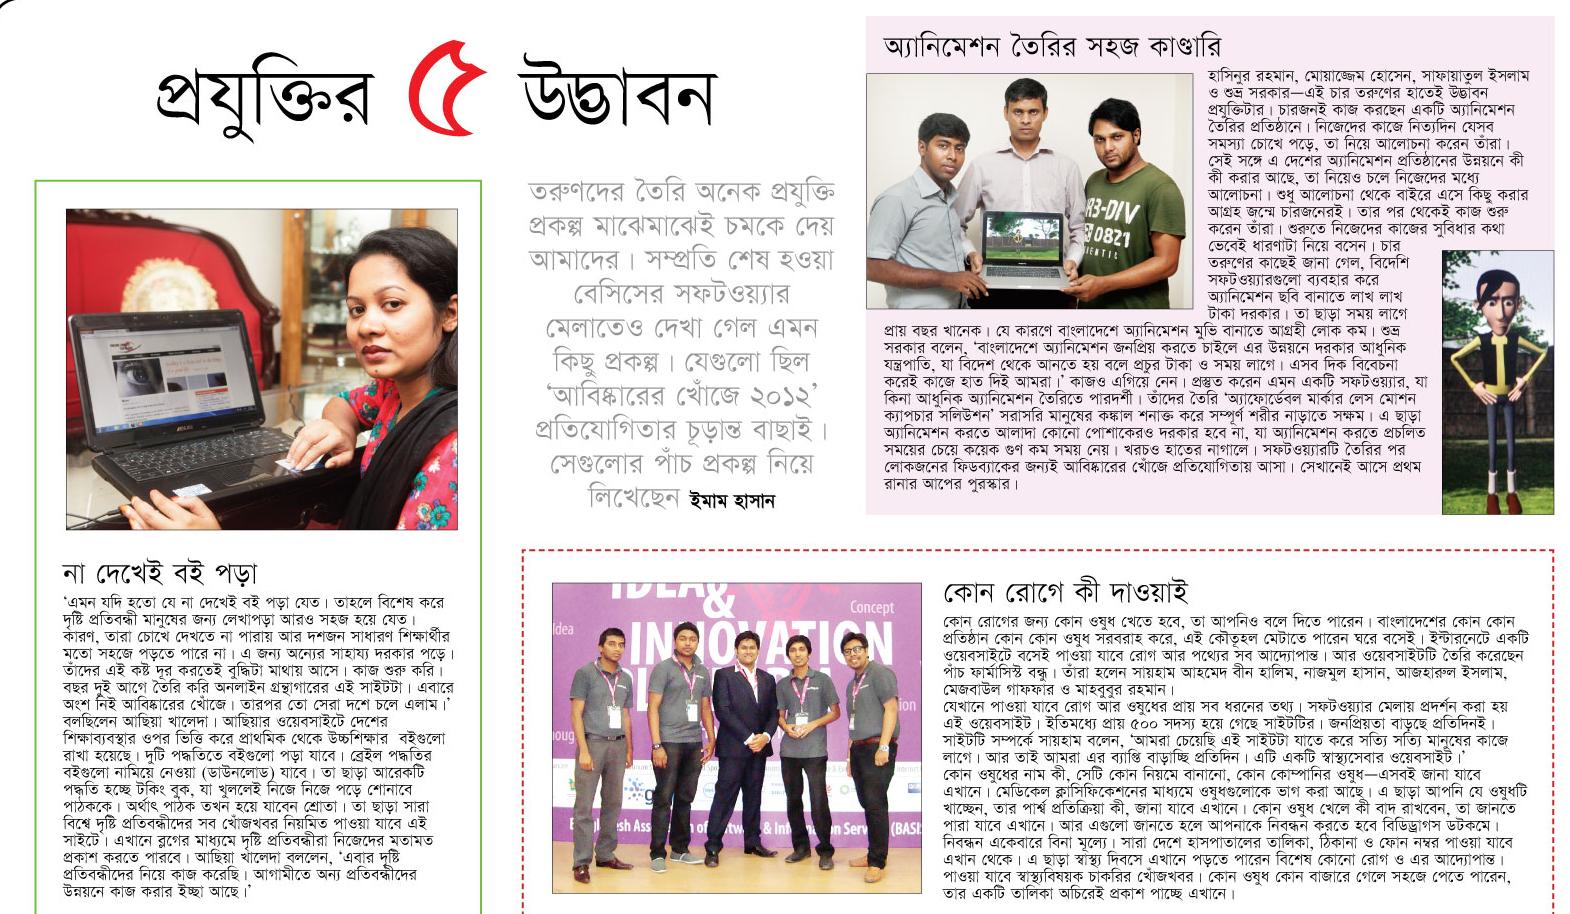 প্রযুক্তির ৫ উদ্ভাবন
তরুণদের তৈরি অনেক প্রযুক্তি
প্রকল্প মাঝেমাঝেই চমকে দেয়
আমাদের। সম্প্রতি শেষ হওয়া
বেসিসের সফটওয়্যার
মেলাতেও দেখা গেল এমন
কিছু প্রকল্প। যেগুলো ছিল
‘আবিষ্কারের খোঁজে ২০১২’
প্রতিযোগিতার চূড়ান্ত বাছাই।
সেগুলোর পাঁচ প্রকল্প নিয়ে
লিখেছেন ইমাম হাসান
না দেখেই বই পড়া
‘এমন যদি হতো যে না দেখেই বই পড়া যেত। তাহলে বিশেষ করে
দৃষ্টি প্রতিবন্ধী মানুষের জন্য লেখাপড়া আরও সহজ হয়ে যেত।
কারণ, তারা চোখে দেখতে না পারায় আর দশজন সাধারণ শিক্ষার্থীর
মতো সহজে পড়তে পারে না। এ জন্য অন্যের সাহায্য দরকার পড়ে।
তাঁদের এই কষ্ট দূর করতেই বুদ্ধিটা মাথায় আসে। কাজ শুরু করি।
বছর দুই আগে তৈরি করি অনলাইন গ্রন্থাগারের এই সাইটটা। এবারে
অংশ নিই আবিষ্কারের খোঁজে। তারপর তো সেরা দশে চলে এলাম।’
বলছিলেন আছিয়া খালেদা। আছিয়ার ওয়েবসাইটে দেশের
শিক্ষাব্যবস্থার ওপর ভিত্তি করে প্রাথমিক থেকে উচ্চশিক্ষার বইগুলো
রাখা হয়েছে। দুটি পদ্ধতিতে বইগুলো পড়া যাবে। ব্রেইল পদ্ধতির
বইগুলো নামিয়ে নেওয়া (ডাউনলোড) যাবে। তা ছাড়া আরেকটি
পদ্ধতি হচ্ছে টকিং বুক, যা খুললেই নিজে নিজে পড়ে শোনাবে
পাঠককে। অর্থাৎ পাঠক তখন হয়ে যাবেন শ্রোতা। তা ছাড়া সারা
বিশ্বে দৃষ্টি প্রতিবন্ধীদের সব খোঁজখবর নিয়মিত পাওয়া যাবে এই
সাইটে। এখানে ব্লগের মাধ্যমে দৃষ্টি প্রতিবন্ধীরা নিজেদের মতামত
প্রকাশ করতে পারবে। আছিয়া খালেদা বললেন, ‘এবার দৃষ্টি
প্রতিবন্ধীদের নিয়ে কাজ করেছি। আগামীতে অন্য প্রতিবন্ধীদের
উন্নয়নে কাজ করার ইচ্ছা আছে।’
অ্যানিমেশন তৈরির সহজ কাণ্ডারি
হাসিনুর রহমান, মোয়াজ্জেম হোসেন, সাফায়াতুল ইসলাম
ও শুভ্র সরকার—এই চার তরুণের হাতেই উদ্ভাবন
প্রযুক্তিটার। চারজনই কাজ করছেন একটি অ্যানিমেশন
তৈরির প্রতিষ্ঠানে। নিজেদের কাজে নিত্যদিন যেসব
সমস্যা চোখে পড়ে, তা নিয়ে আলোচনা করেন তাঁরা।
সেই সঙ্গে এ দেশের অ্যানিমেশন প্রতিষ্ঠানের উন্নয়নে কী
কী করার আছে, তা নিয়েও চলে নিজেদের মধ্যে
আলোচনা। শুধু আলোচনা থেকে বাইরে এসে কিছু করার
আগ্রহ জন্মে চারজনেরই। তার পর থেকেই কাজ শুরু
করেন তাঁরা। শুরুতে নিজেদের কাজের সুবিধার কথা
ভেবেই ধারণাটা নিয়ে বসেন। চার
তরুণের কাছেই জানা গেল, বিদেশি
সফটওয়্যারগুলো ব্যবহার করে
অ্যানিমেশন ছবি বানাতে লাখ লাখ
টাকা দরকার। তা ছাড়া সময় লাগে
প্রায় বছর খানেক। যে কারণে বাংলাদেশে অ্যানিমেশন মুভি বানাতে আগ্রহী লোক কম। শুভ্র
সরকার বলেন, ‘বাংলাদেশে অ্যানিমেশন জনপ্রিয় করতে চাইলে এর উন্নয়নে দরকার আধুনিক
যন্ত্রপাতি, যা বিদেশ থেকে আনতে হয় বলে প্রচুর টাকা ও সময় লাগে। এসব দিক বিবেচনা
করেই কাজে হাত দিই আমরা।’ কাজও এগিয়ে নেন। প্রস্তুত করেন এমন একটি সফটওয়্যার, যা
কিনা আধুনিক অ্যানিমেশন তৈরিতে পারদর্শী। তাঁদের তৈরি ‘অ্যাফোর্ডেবল মার্কার লেস মোশন
ক্যাপচার সলিউশন’ সরাসরি মানুষের কঙ্কাল শনাক্ত করে সম্পূর্ণ শরীর নাড়াতে সক্ষম। এ ছাড়া
অ্যানিমেশন করতে আলাদা কোনো পোশাকেরও দরকার হবে না, যা অ্যানিমেশন করতে প্রচলিত
সময়ের চেয়ে কয়েক গুণ কম সময় নেয়। খরচও হাতের নাগালে। সফটওয়্যারটি তৈরির পর
লোকজনের ফিডব্যাকের জন্যই আবিষ্কারের খোঁজে প্রতিযোগিতায় আসা। সেখানেই আসে প্রথম
রানার আপের পুরস্কার।
R3-DIV
0821
IDEA
&
INNOVATION
Concept
Idea
কোন রোগে কী দাওয়াই
কোন রোগের জন্য কোন ওষুধ খেতে হবে, তা আপনিও বলে দিতে পারেন। বাংলাদেশের কোন কোন
প্রতিষ্ঠান কোন কোন ওষুধ সরবরাহ করে, এই কৌতূহল মেটাতে পারেন ঘরে বসেই। ইন্টারনেটে একটি
ওয়েবসাইটে বসেই পাওয়া যাবে রোগ আর পথ্যের সব আদ্যোপান্ত। আর ওয়েবসাইটটি তৈরি করেছেন
পাঁচ ফার্মাসিস্ট বন্ধু। তাঁরা হলেন সায়হাম আহমেদ বীন হালিম, নাজমুল হাসান, আজহারুল ইসলাম,
মেজবাউল গাফফার ও মাহবুবুর রহমান।
যেখানে পাওয়া যাবে রোগ আর ওষুধের প্রায় সব ধরনের তথ্য। সফটওয়্যার মেলায় প্রদর্শন করা হয়
এই ওয়েবসাইট। ইতিমধ্যে প্রায় ৫০০ সদস্য হয়ে গেছে সাইটটির। জনপ্রিয়তা বাড়ছে প্রতিদিনই।
সাইটটি সম্পর্কে সায়হাম বলেন, ‘আমরা চেয়েছি এই সাইটটা যাতে করে সত্যি সত্যি মানুষের কাজে
লাগে। আর তাই আমরা এর ব্যাপ্তি বাড়াচ্ছি প্রতিদিন। এটি একটি স্বাস্থ্যসেবার ওয়েবসাইট।’
কোন ওষুধের নাম কী, সেটি কোন নিয়মে বানানো, কোন কোম্পানির ওষুধ—এসবই জানা যাবে
এখানে। মেডিকেল ক্লাসিফিকেশনের মাধ্যমে ওষুধগুলোকে ভাগ করা আছে। এ ছাড়া আপনি যে ওষুধটি
খাচ্ছেন, তার পার্শ্ব প্রতিক্রিয়া কী, জানা যাবে এখানে। কোন ওষুধ খেলে কী বাদ রাখবেন, তা জানতে
পারা যাবে এখানে। আর এগুলো জানতে হলে আপনাকে নিবন্ধন করতে হবে বিডিড্রাগস ডটকমে।
নিবন্ধন একেবারে বিনা মূল্যে। সারা দেশে হাসপাতালের তালিকা, ঠিকানা ও ফোন নম্বর পাওয়া যাবে
এখান থেকে। এ ছাড়া স্বাস্থ্য দিবসে এখানে পড়তে পারেন বিশেষ কোনো রোগ ও এর আদ্যোপান্ত।
পাওয়া যাবে স্বাস্থ্যবিষয়ক চাকরির খোঁজখবর। কোন ওষুধ কোন বাজারে গেলে সহজে পেতে পারেন,
তার একটি তালিকা অচিরেই প্রকাশ পাচ্ছে এখানে।